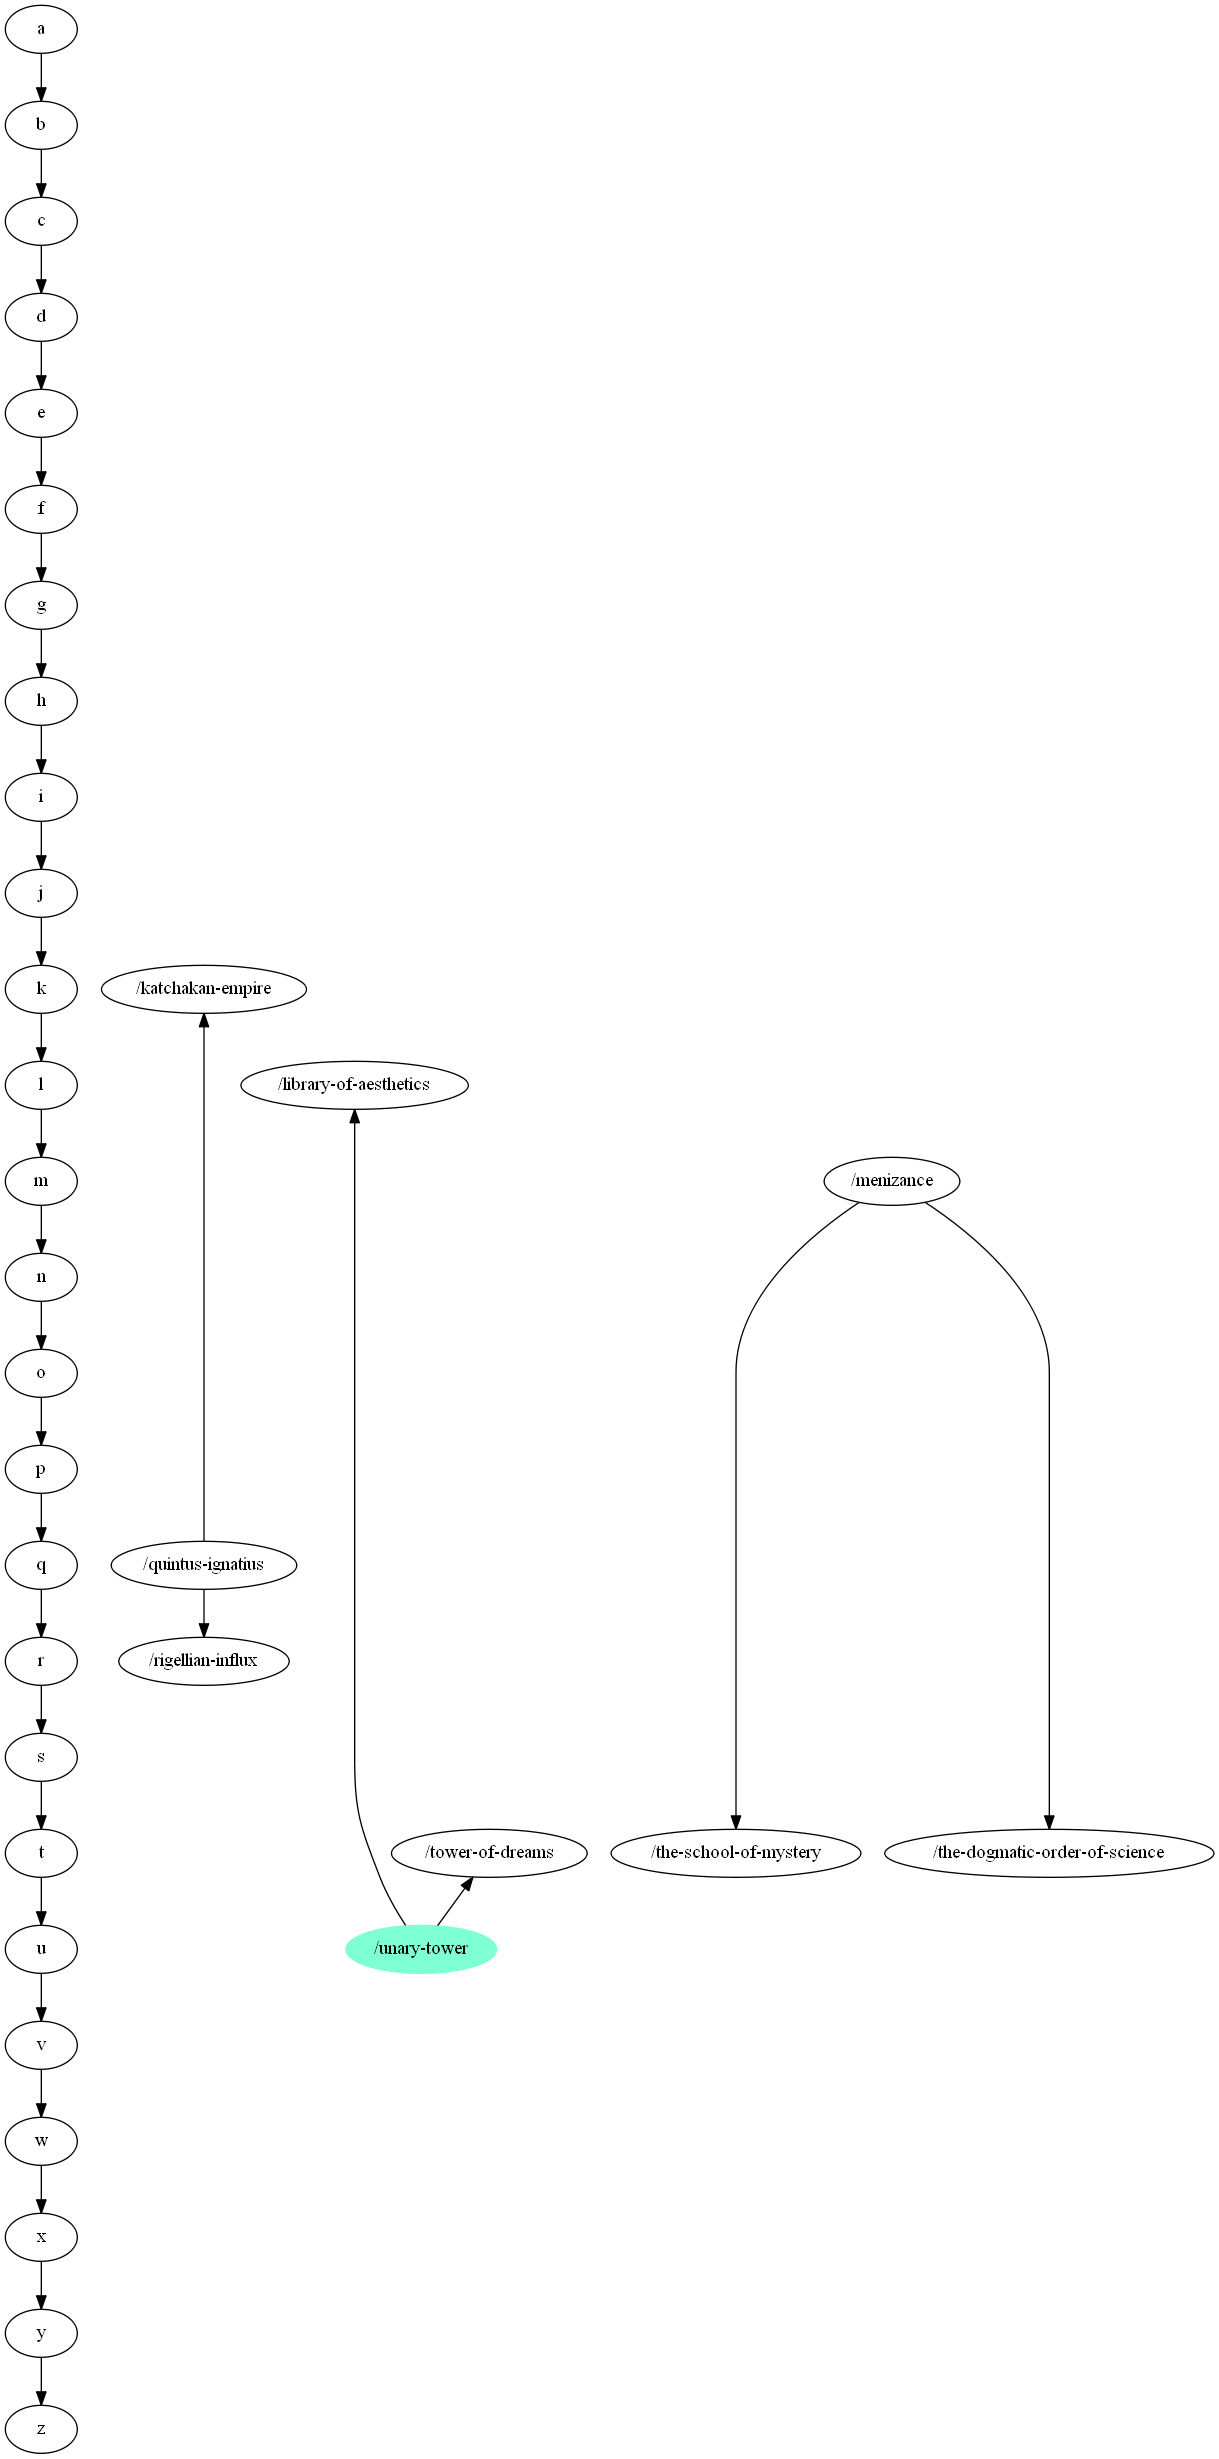 a
b
c
d
e
f
g
h
i
j
k
/katchakan-empire
l
/library-of-aesthetics
m
/menizance
n
o
p
q
/quintus-ignatius
r
/rigellian-influx
s
t
/tower-of-dreams
/the-school-of-mystery
/the-dogmatic-order-of-science
u
/unary-tower
v
w
x
y
z